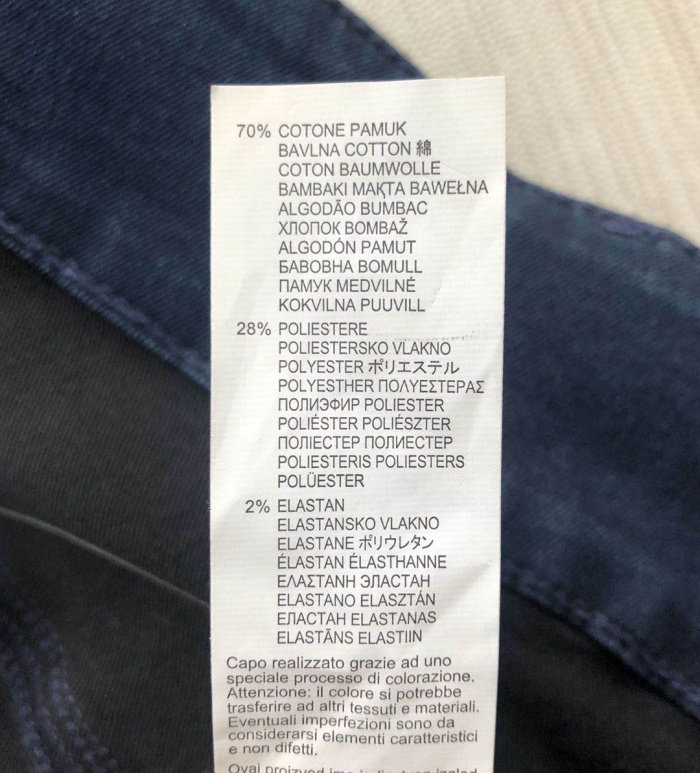 70% COTONE PAMUK
BAVLNA COTTON 綿
COTON BAUMWOLLE
BAMBAKI МАҚТА BAWEŁNA
ALGODÃO BUMBAC
ХЛОПОК BOMBAŽ
ALGODÓN PAMUT
БАВОВНА BOMULL
ПАМУК MEDVILNĖ
KOKVILNA PUUVILL
28% POLIESTERE
POLIESTERSKO VLAKNO
POLYESTER ポリエステル
POLYESTHER ΠΟΛΥΕΣΤΕΡΑΣ
ПОЛИЭФИР POLIESTER
POLIÉSTER POLIÉSZTER
ПОЛІЕСТЕР ПОЛИЕСТЕР
POLIESTERIS POLIESTERS
POLÜESTER
2% ELASTAN
ELASTANSKO VLAKNO
ELASTANE ポリウレタン
ÉLASTAN ÉLASTHANNE
ΕΛΑΣΤΑΝΗ ЭЛАСТАН
ELASTANO ELASZTÁN
ЕЛАСТАН ELASTANAS
ELASTĀNS ELASTIIN
Capo realizzato grazie ad uno
speciale processo di colorazione.
Attenzione: il colore si potrebbe
trasferire ad altri tessuti e materiali.
Eventuali imperfezioni sono da
considerarsi elementi caratteristici
e non difetti.
Ovaj proizvod ima